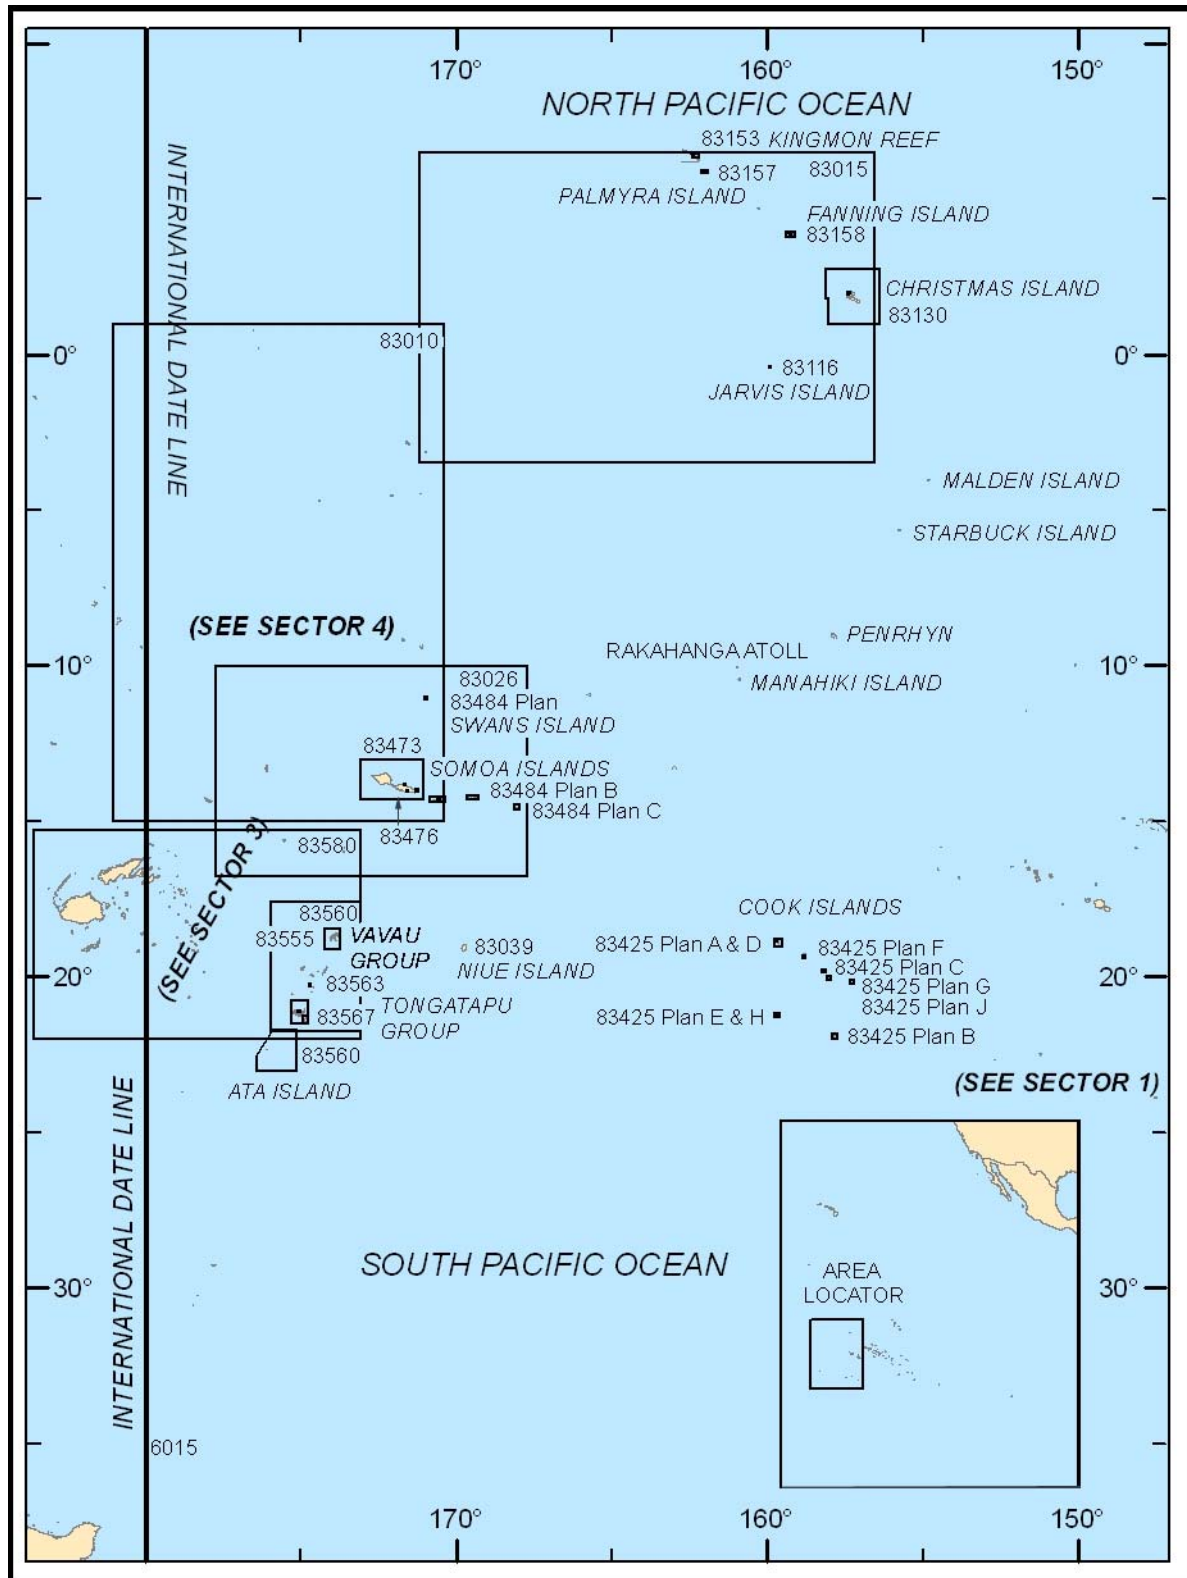 170°
160°
150°
NORTH PACIFIC OCEAN
83153 KINGMON REEF
83015
83157
PALMYRA ISLAND
FANNING ISLAND
83158
CHRISTMAS ISLAND
83130
INTERNATIONAL DATE LINE
83010
0°
0°
83116
JARVIS ISLAND
MALDEN ISLAND
STARBUCK ISLAND
(SEE SECTOR 4)
PENRHYN
RAKAHANGA ATOLL
10°
10°
MANAHIKI ISLAND
83026
83484 Plan
SWANS ISLAND
83473
SOMOA ISLANDS
83484 Plan B
83484 Plan C
83476
83580
(SEE SECTOR 3)
83560
COOK ISLANDS
83555
VAVAU
GROUP
83039
NIUE ISLAND
83425 Plan A & D
83425 Plan F
83425 Plan C
20°
20°
83563
83425 Plan G
83425 Plan J
83567
TONGATAPU
GROUP
83425 Plan E & H
83425 Plan B
83560
ATA ISLAND
(SEE SECTOR 1)
INTERNATIONAL DATE LINE
SOUTH PACIFIC OCEAN
AREA
LOCATOR
30°
30°
6015
170°
160°
150°